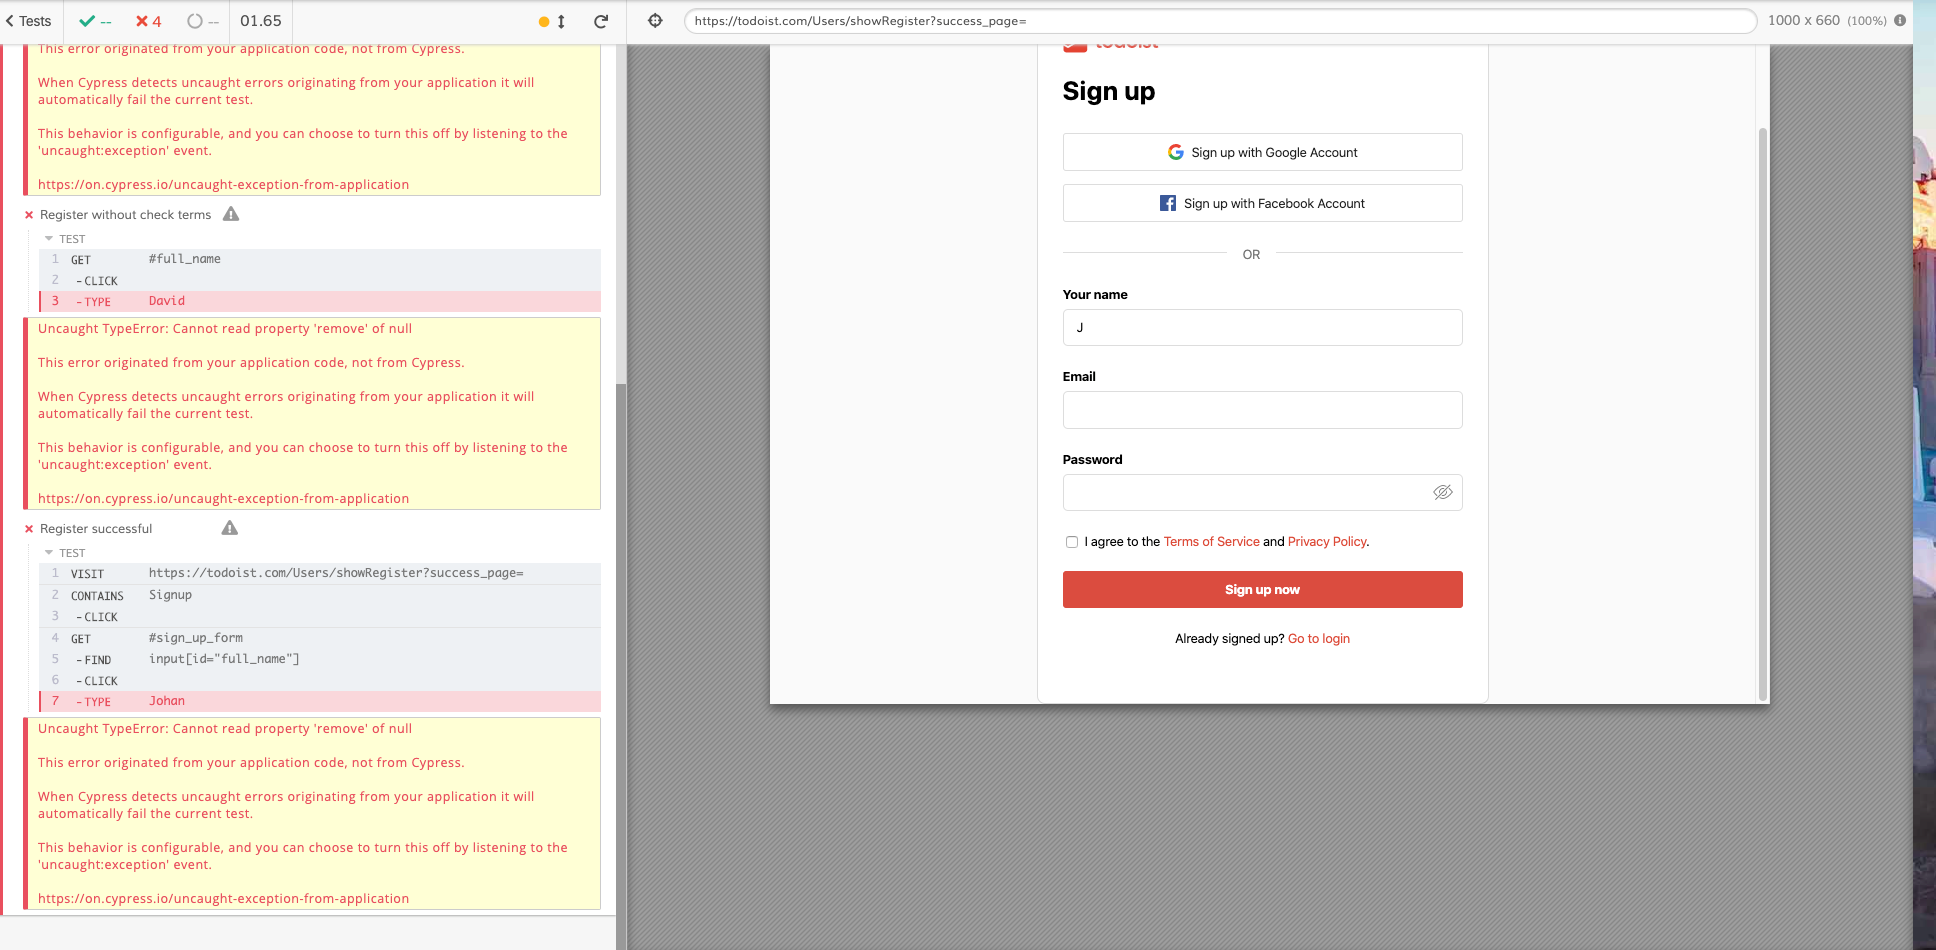 Tests
--
4
--
01.65
https://todoist.com/Users/showRegister?success_page=
1000 x 660 (100%)
This error originated from your application code, not from Cypress.
When Cypress detects uncaught errors originating from your application it will
automatically fail the current test.
This behavior is configurable, and you can choose to turn this off by listening to the
'uncaught:exception' event.
https://on.cypress.io/uncaught-exception-from-application
Register without check terms
TEST
1 GET #full_name
2 -CLICK
3 -TYPE David
Uncaught TypeError: Cannot read property 'remove' of null
This error originated from your application code, not from Cypress.
When Cypress detects uncaught errors originating from your application it will
automatically fail the current test.
This behavior is configurable, and you can choose to turn this off by listening to the
'uncaught:exception' event.
https://on.cypress.io/uncaught-exception-from-application
Register successful
TEST
1 VISIT https://todoist.com/Users/showRegister?success_page=
2 CONTAINS Signup
3 -CLICK
4 GET #sign_up_form
5 -FIND input[id="full_name"]
6 -CLICK
7 -TYPE Johan
Uncaught TypeError: Cannot read property 'remove' of null
This error originated from your application code, not from Cypress.
When Cypress detects uncaught errors originating from your application it will
automatically fail the current test.
This behavior is configurable, and you can choose to turn this off by listening to the
'uncaught:exception' event.
https://on.cypress.io/uncaught-exception-from-application
todoist
Sign up
Sign up with Google Account
Sign up with Facebook Account
OR
Your name
J
Email
Password
I agree to the Terms of Service and Privacy Policy.
Sign up now
Already signed up? Go to login